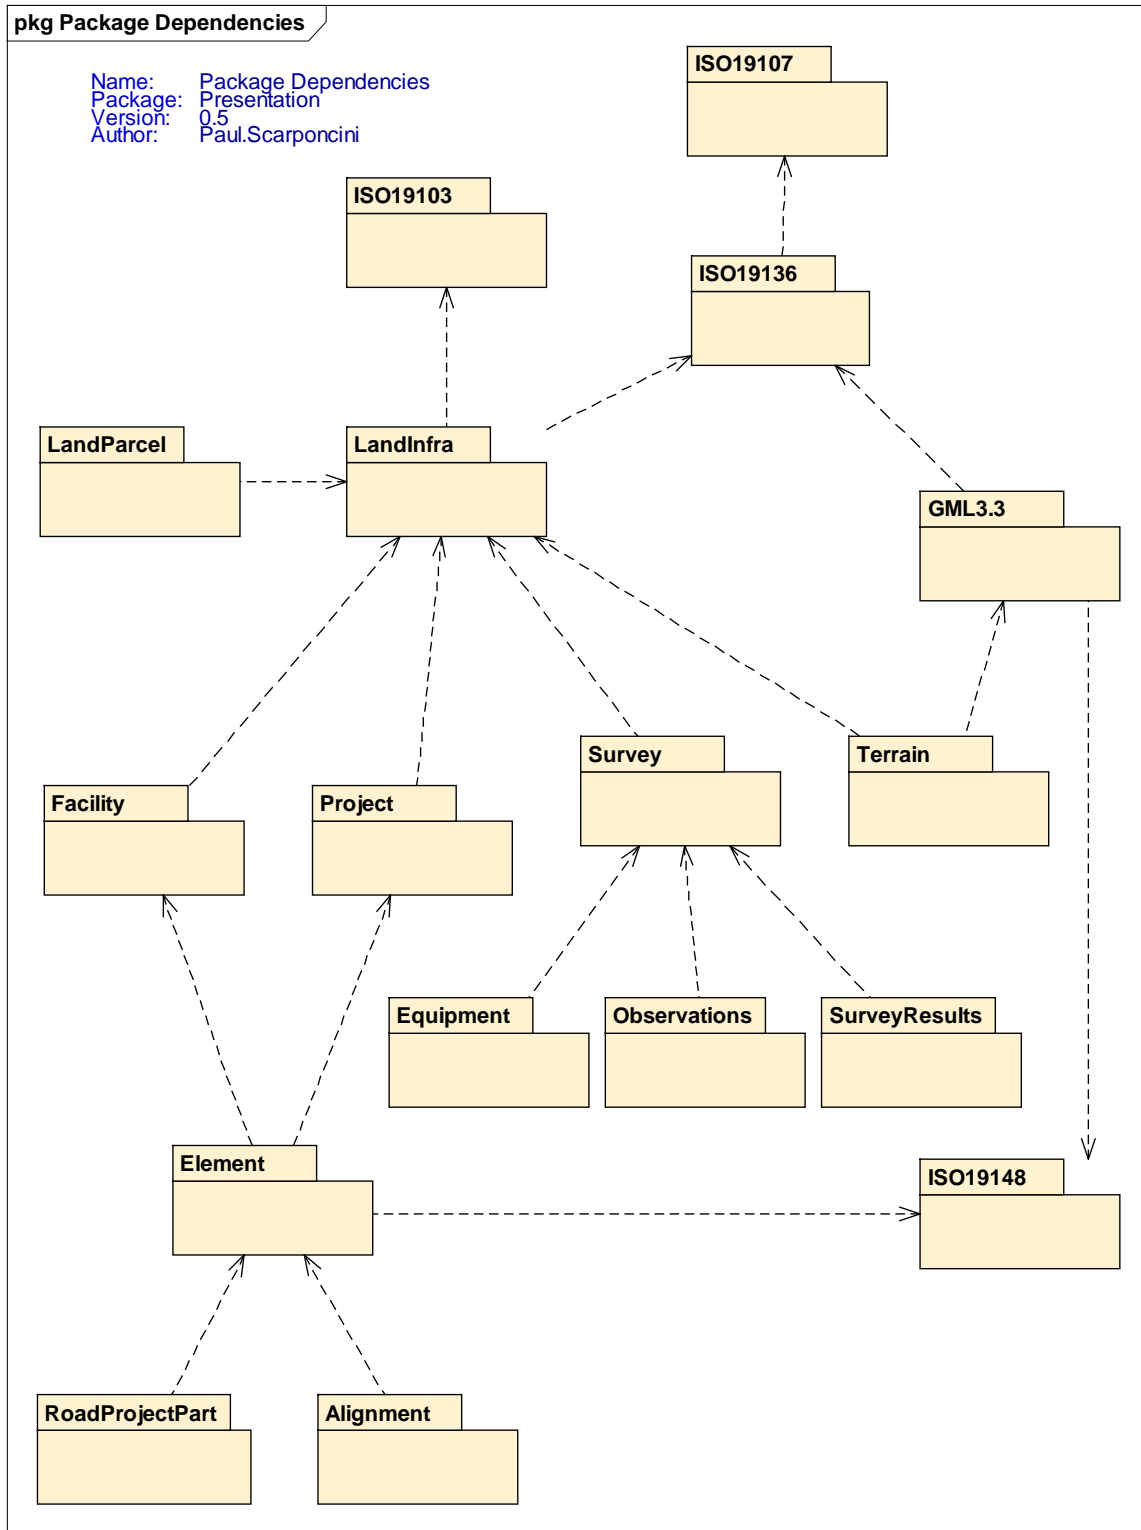 pkg Package Dependencies
Name: Package Dependencies
Package: Presentation
Version: 0.5
Author: Paul.Scarponcini
ISO19107
ISO19103
ISO19136
LandParcel
LandInfra
GML3.3
Survey
Terrain
Facility
Project
Equipment
Observations
SurveyResults
Element
ISO19148
RoadProjectPart
Alignment